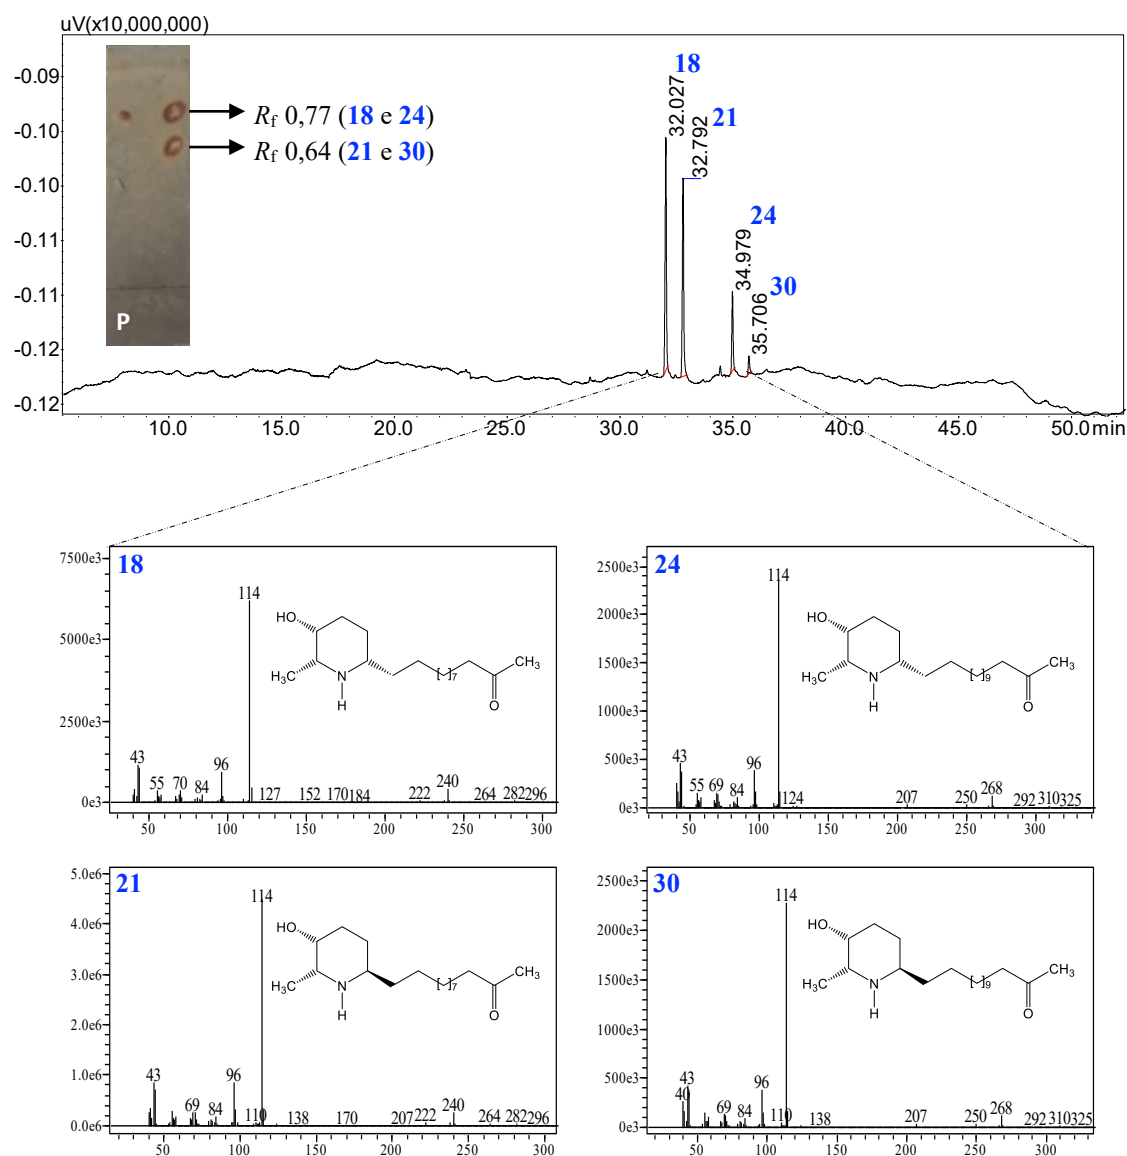 uV(x10,000,000)
-0.09
-0.10
-0.10
-0.11
-0.11
-0.12
-0.12
10.0 15.0 20.0 25.0 30.0 35.0 40.0 45.0 50.0 min
Rf 0,77 (18 e 24)
Rf 0,64 (21 e 30)
P
18
32.027
21
32.792
24
34.979
30
35.706
18
7500e3
5000e3
2500e3
0e3
114
43
55
70
84
96
127
152
170
184
222
240
264
282
296
50 100 150 200 250 300
HO
H3C
N
H
[ ]7
CH3
O
24
2500e3
2000e3
1500e3
1000e3
500e3
0e3
114
43
55
69
84
96
124
207
250
268
292
310
325
50 100 150 200 250 300
HO
H3C
N
H
[ ]9
CH3
O
21
5.0e6
4.0e6
3.0e6
2.0e6
1.0e6
0.0e6
114
43
69
84
96
110
138
170
207
222
240
264
282
296
50 100 150 200 250 300
HO
H3C
N
H
[ ]7
CH3
O
30
2500e3
2000e3
1500e3
1000e3
500e3
0e3
114
43
40
69
84
96
110
138
207
250
268
292
310
325
50 100 150 200 250 300
HO
H3C
N
H
[ ]9
CH3
O